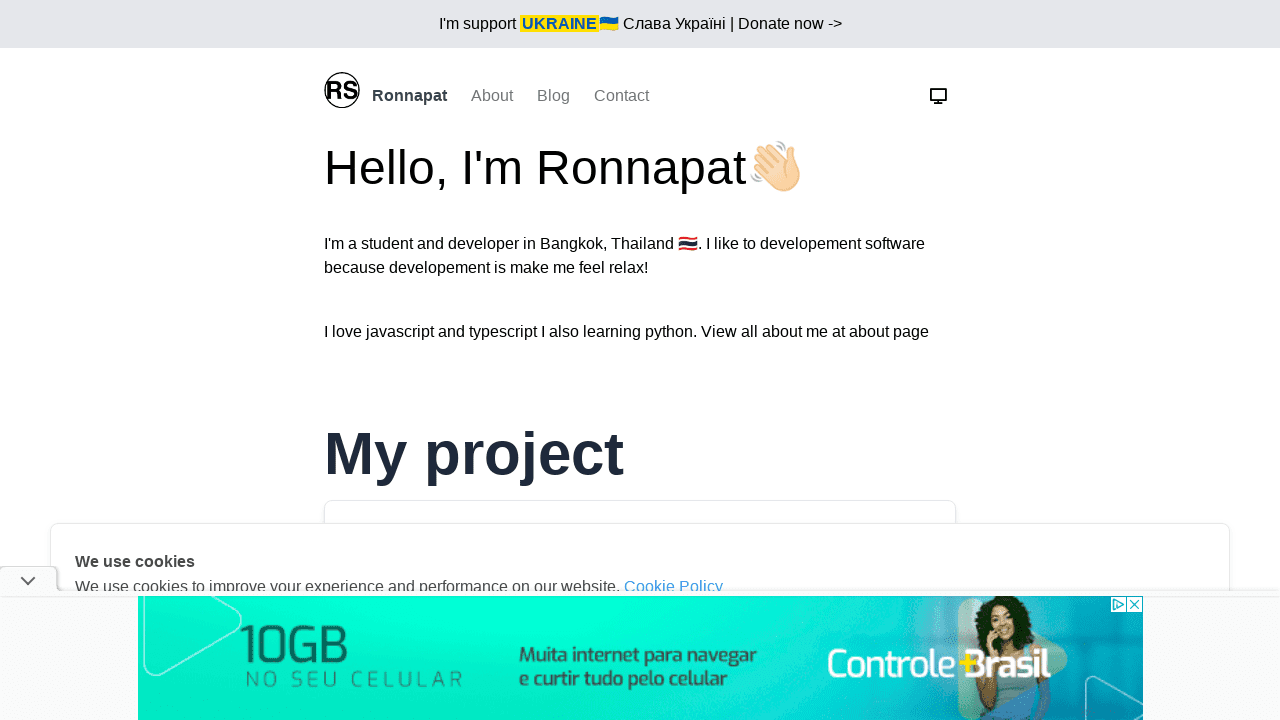 I'm support UKRAINE🇺🇦 Слава Україні | Donate now ->
RS Ronnapat About Blog Contact
Hello, I'm Ronnapat👋🏻
I'm a student and developer in Bangkok, Thailand 🇹🇭. I like to developement software
because developement is make me feel relax!
I love javascript and typescript I also learning python. View all about me at about page
My project
We use cookies
We use cookies to improve your experience and performance on our website. Cookie Policy
10GB
NO SEU CELULAR
Muita internet para navegar
e curtir tudo pelo celular
Controle+Brasil